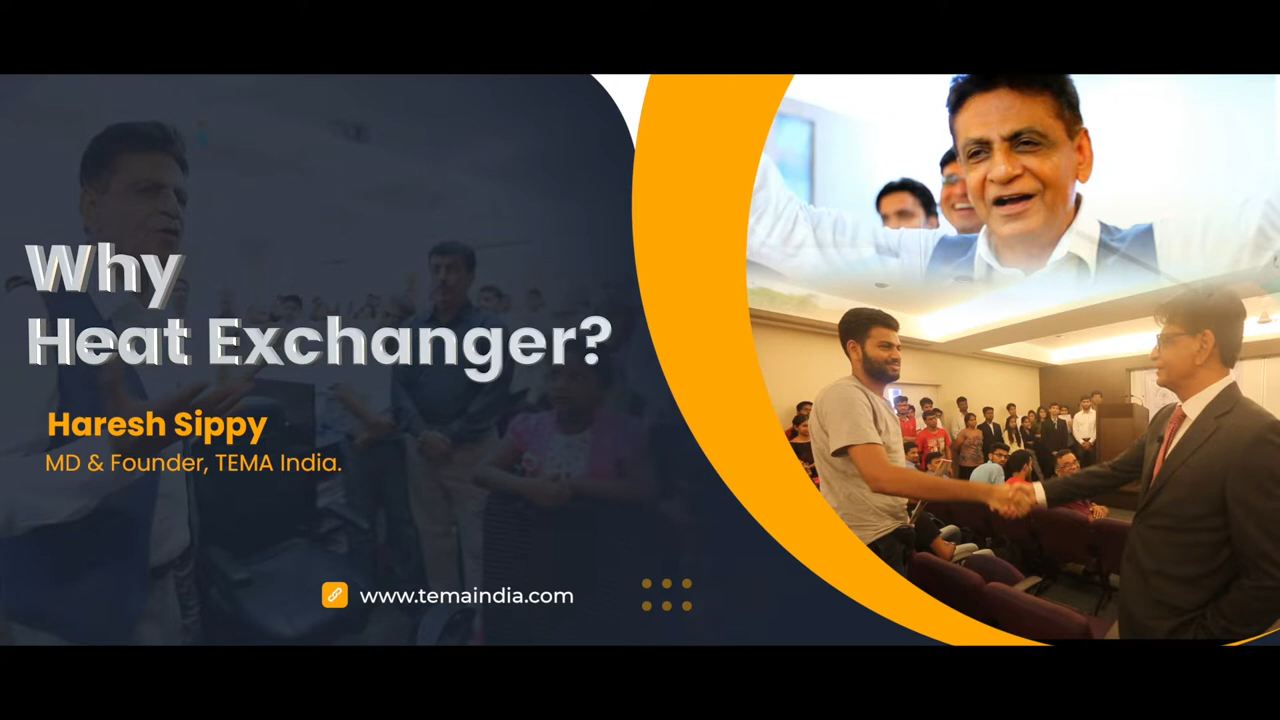 Why
Heat Exchanger?
Haresh Sippy
MD & Founder, TEMA India.
www.temaindia.com